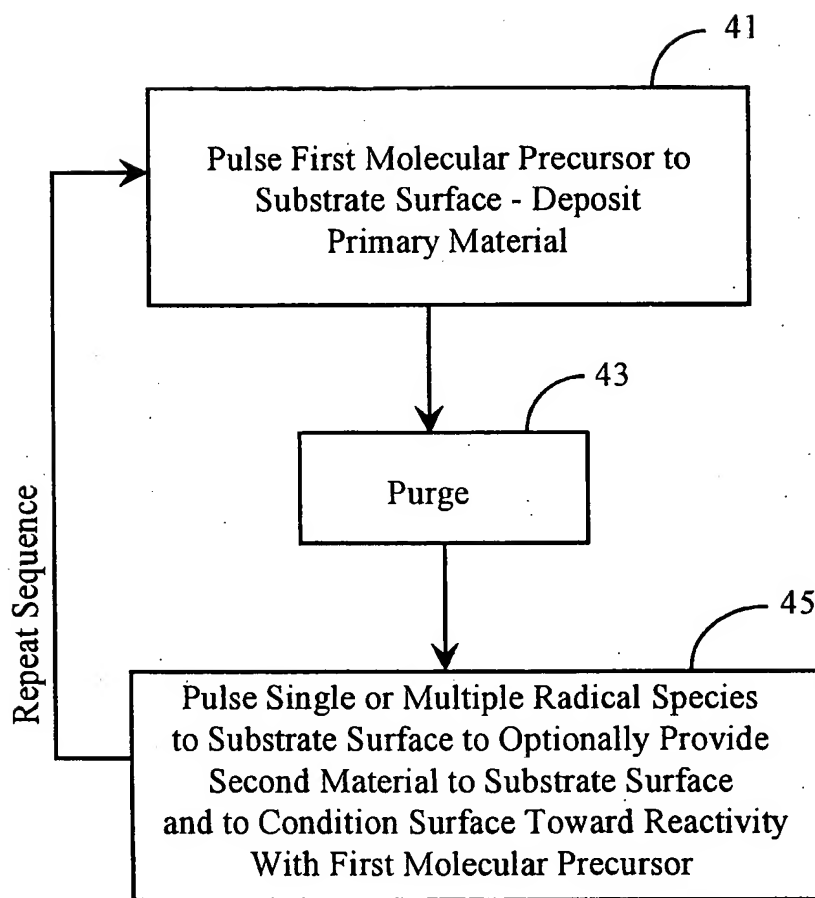 41
Pulse First Molecular Precursor to
Substrate Surface - Deposit
Primary Material
43
Purge
Repeat Sequence
45
Pulse Single or Multiple Radical Species
to Substrate Surface to Optionally Provide
Second Material to Substrate Surface
and to Condition Surface Toward Reactivity
With First Molecular Precursor